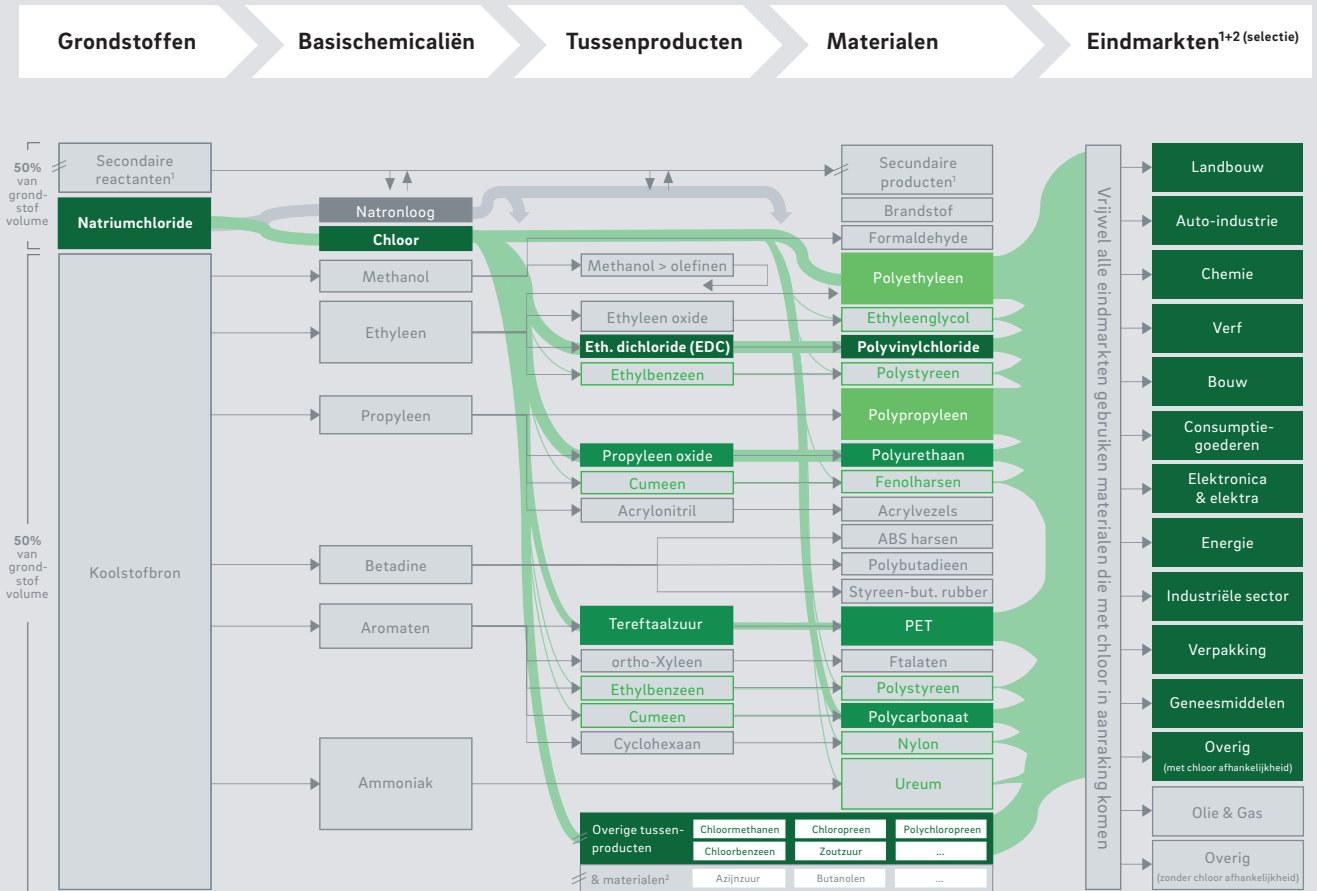 Grondstoffen
Basischemicaliën
Tussenproducten
Materialen
Eindmarkten1+2 (selectie)
50%
van
grond-
stof
volume
Secondaire
reactanten1
Natriumchloride
50%
van
grond-
stof
volume
Koolstofbron
Natronloog
Chloor
Methanol
Ethyleen
Propyleen
Betadine
Aromaten
Ammoniak
Methanol > olefinen
Ethyleen oxide
Eth. dichloride (EDC)
Ethylbenzeen
Propyleen oxide
Cumeen
Acrylonitril
Tereftaalzuur
ortho-Xyleen
Ethylbenzeen
Cumeen
Cyclohexaan
Secundaire
producten1
Brandstof
Formaldehyde
Polyethyleen
Ethyleenglycol
Polyvinylchloride
Polystyreen
Polypropyleen
Polyurethaan
Fenolharsen
Acrylvezels
ABS harsen
Polybutadieen
Styreen-but. rubber
PET
Ftalaten
Polystyreen
Polycarbonaat
Nylon
Ureum
Overige tussen-
producten
Chloormethanen
Chloropreen
Polychloropreen
Chloorbenzeen
Zoutzuur
...
& materialen2
Azijnzuur
Butanolen
...
Vrijwel alle eindmarkten gebruiken materialen die met chloor in aanraking komen
Landbouw
Auto-industrie
Chemie
Verf
Bouw
Consumptie-
goederen
Elektronica
& elektra
Energie
Industriële sector
Verpakking
Geneesmiddelen
Overig
(met chloor afhankelijkheid)
Olie & Gas
Overig
(zonder chloor afhankelijkheid)